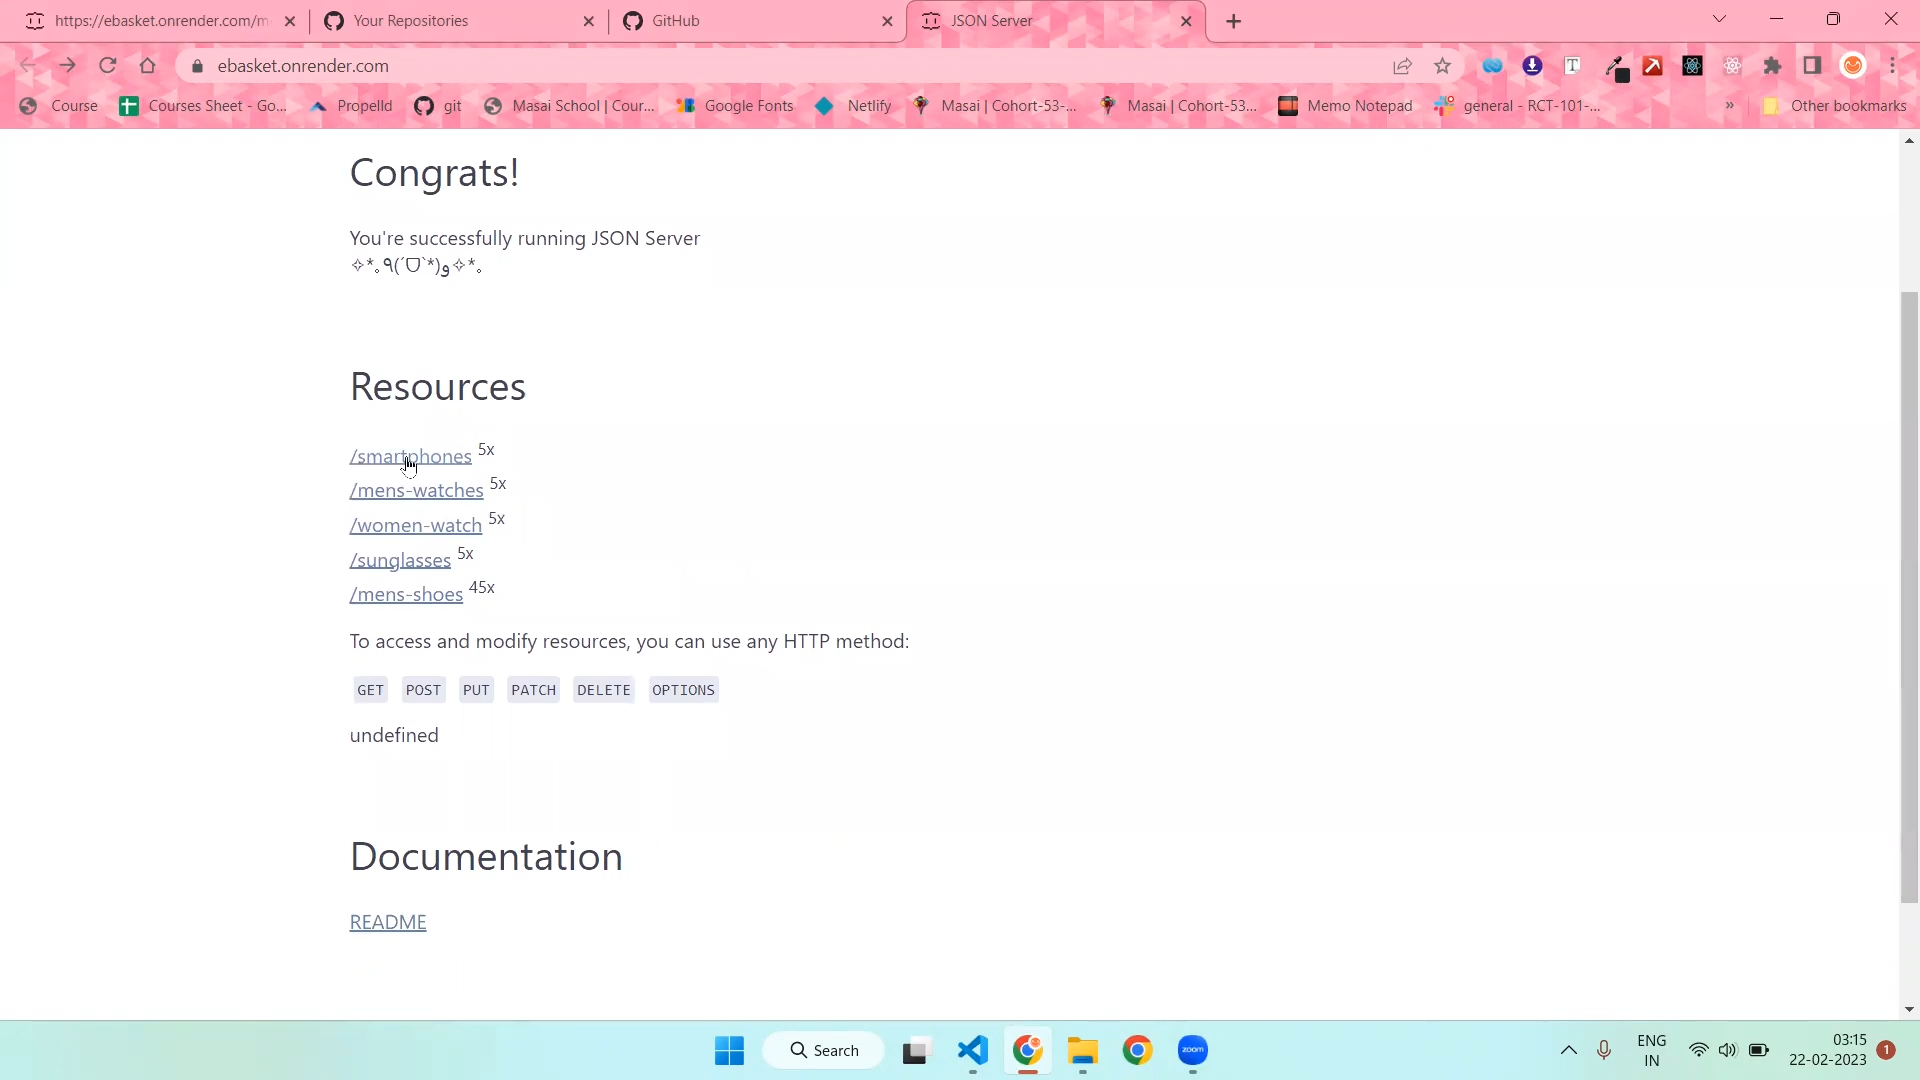 https://ebasket.onrender.com/m
Your Repositories
GitHub
JSON Server
ebasket.onrender.com
Course
Courses Sheet - Go...
Propelld
git
Masai School | Cour...
Google Fonts
Netlify
Masai | Cohort-53-...
Masai | Cohort-53...
Memo Notepad
general - RCT-101-...
»
Other bookmarks
Congrats!
You're successfully running JSON Server
✧*｡٩(ˊᗜˋ*)و✧*｡
Resources
/smartphones 5x
/mens-watches 5x
/women-watch 5x
/sunglasses 5x
/mens-shoes 45x
To access and modify resources, you can use any HTTP method:
GET POST PUT PATCH DELETE OPTIONS
undefined
Documentation
README
Search
zoom
ENG
IN
03:15
22-02-2023
1